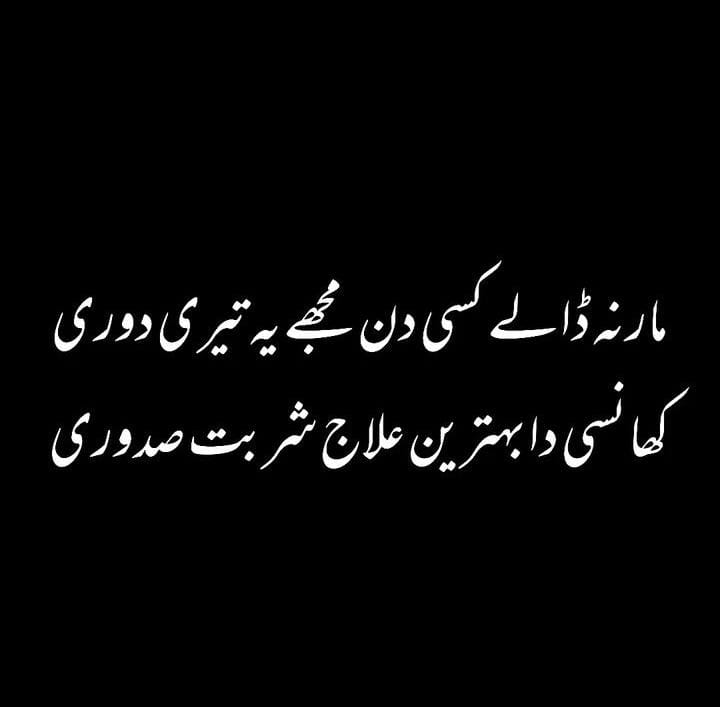 مار نہ ڈالے کسی دن مجھے یہ تیری دوری
کھانسی دا بہترین علاج شربت صدوری